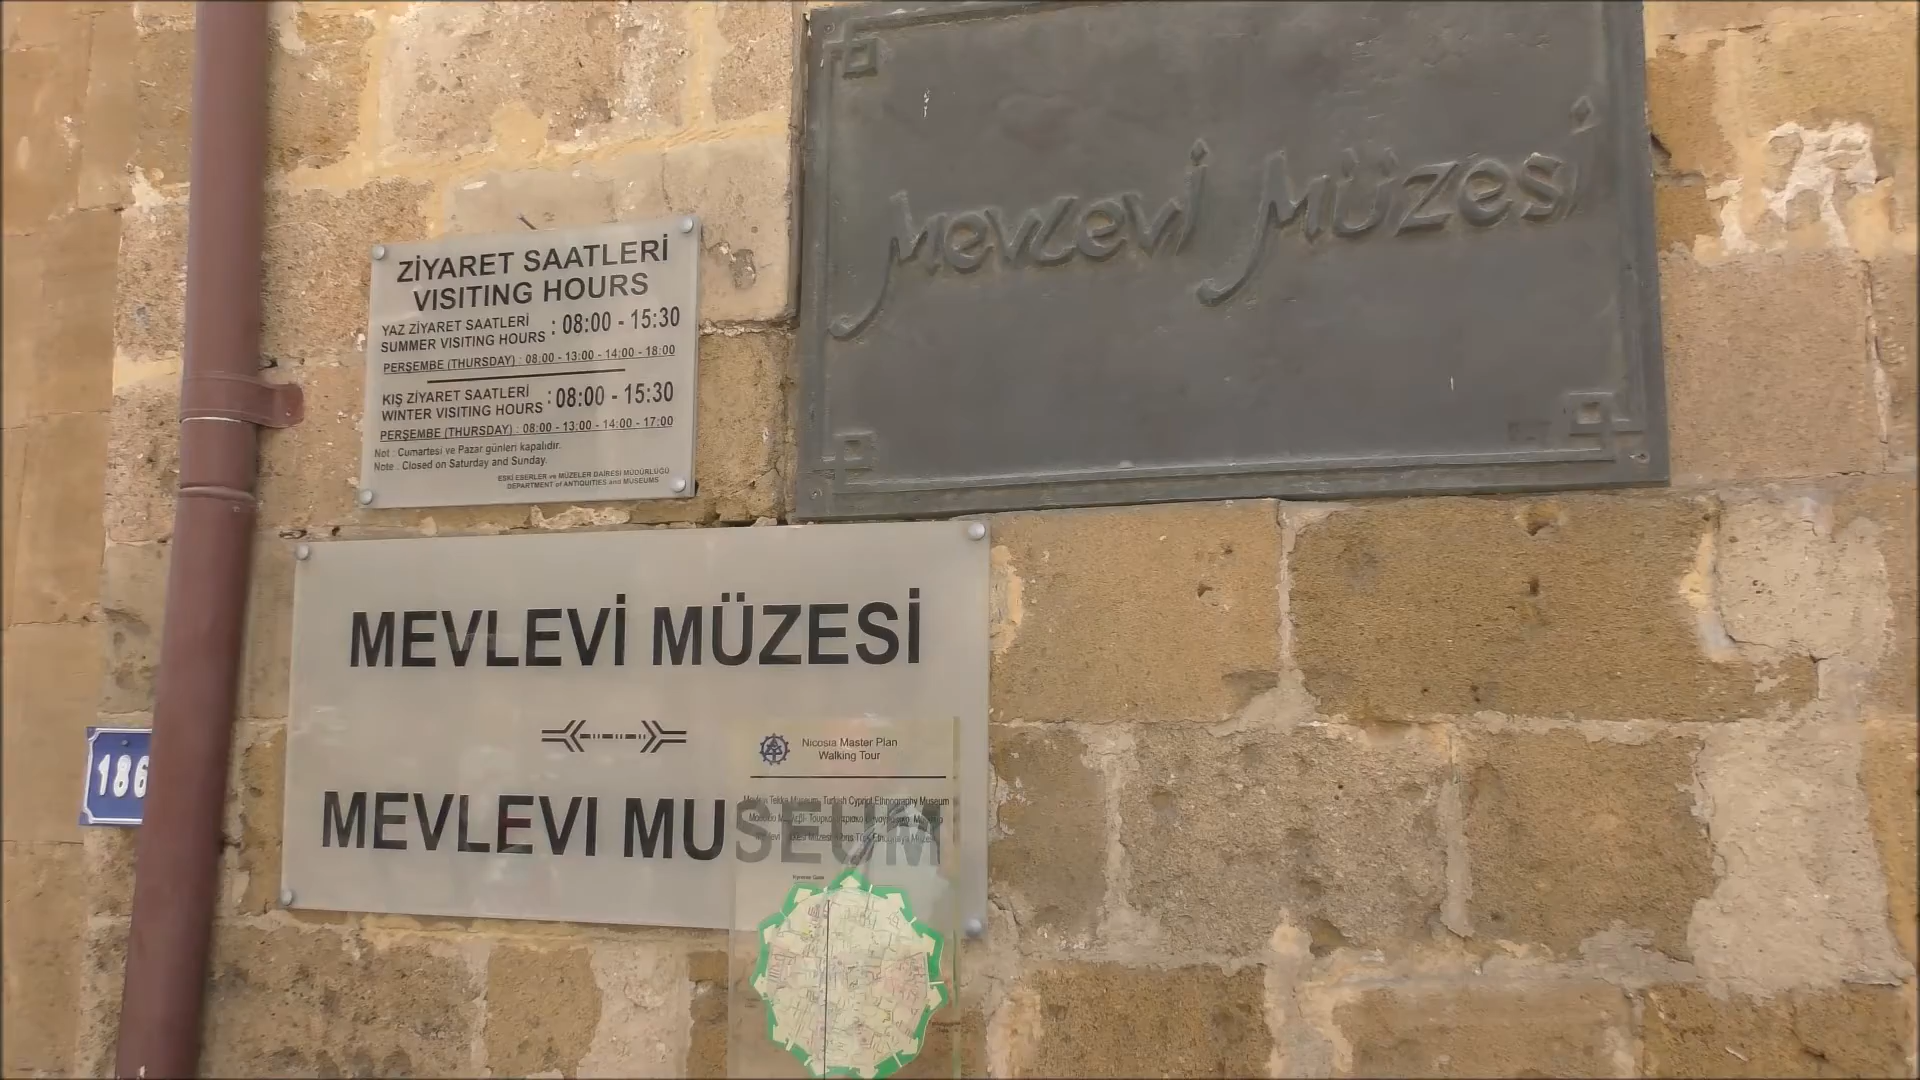 Mevlevi Müzesi
ZİYARET SAATLERİ
VISITING HOURS
YAZ ZİYARET SAATLERİ
SUMMER VISITING HOURS : 08:00 - 15:30
PERŞEMBE (THURSDAY) : 08:00 - 13:00 - 14:00 - 18:00
KIŞ ZİYARET SAATLERİ
WINTER VISITING HOURS : 08:00 - 15:30
PERŞEMBE (THURSDAY) : 08:00 - 13:00 - 14:00 - 17:00
Not : Cumartesi ve Pazar günleri kapalıdır.
Note : Closed on Saturday and Sunday.
ESKİ ESERLER ve MÜZELER DAİRESİ MÜDÜRLÜĞÜ
DEPARTMENT of ANTIQUITIES and MUSEUMS
MEVLEVİ MÜZESİ
MEVLEVI MUSEUM
186
Nicosia Master Plan
Walking Tour
Tekke Museum, Turkish Cypriot Ethnography Museum
Kyrenia Gate